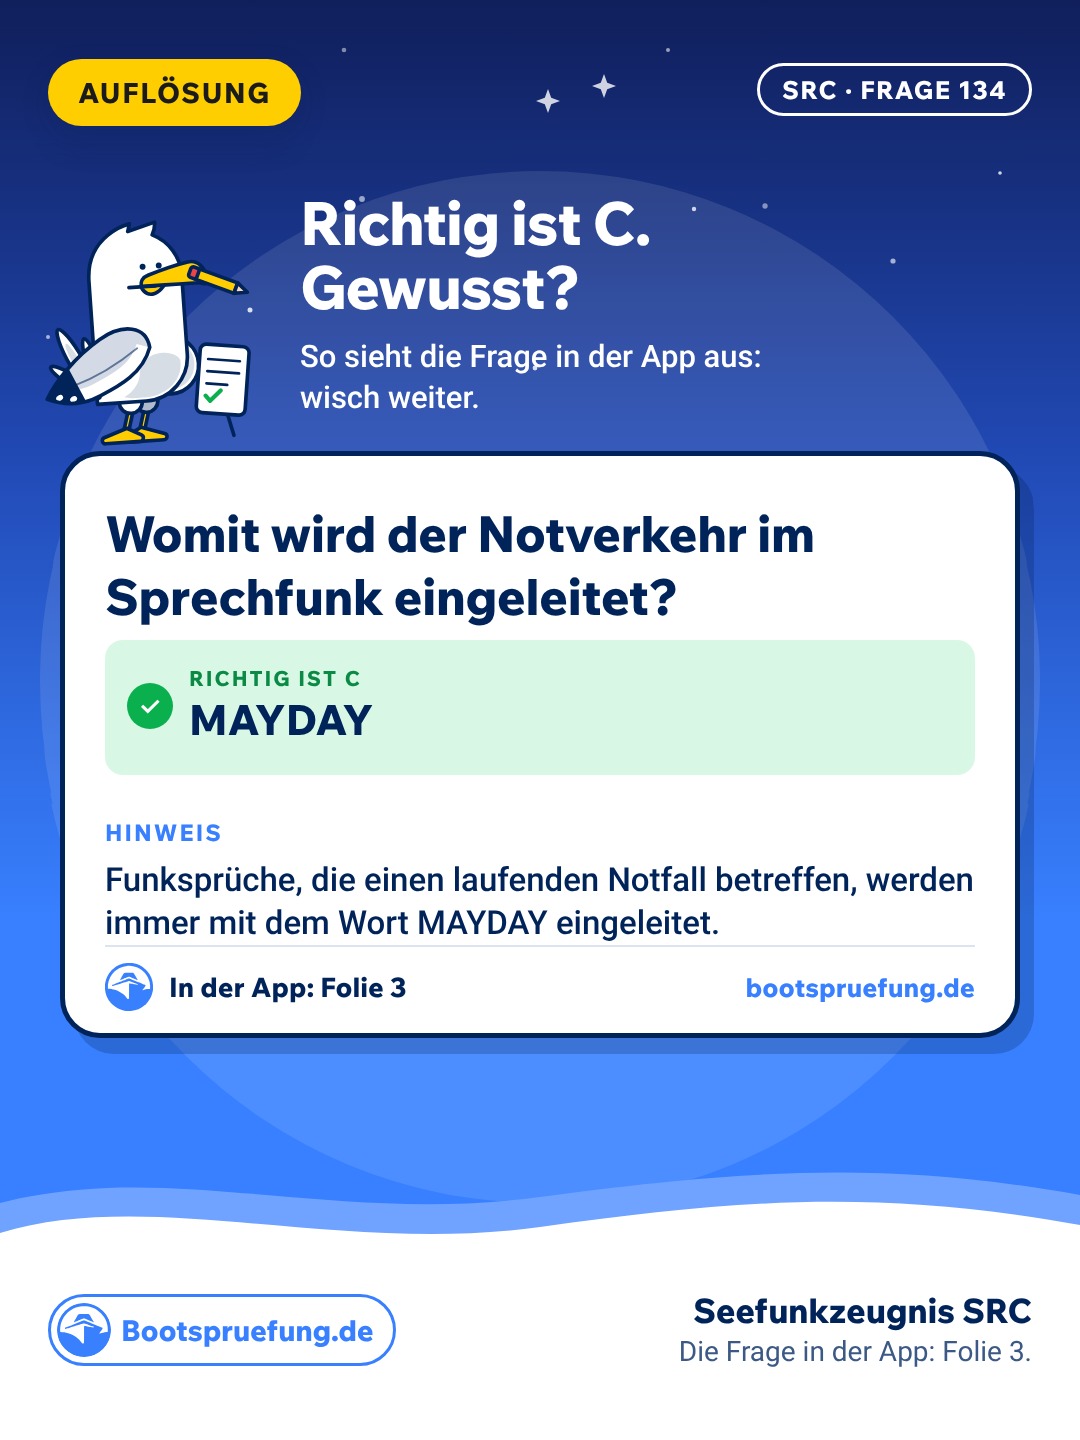 AUFLÖSUNG
SRC · FRAGE 134
Richtig ist C.
Gewusst?
So sieht die Frage in der App aus:
wisch weiter.
Womit wird der Notverkehr im
Sprechfunk eingeleitet?
RICHTIG IST C
MAYDAY
HINWEIS
Funksprüche, die einen laufenden Notfall betreffen, werden
immer mit dem Wort MAYDAY eingeleitet.
In der App: Folie 3
bootspruefung.de
Bootspruefung.de
Seefunkzeugnis SRC
Die Frage in der App: Folie 3.